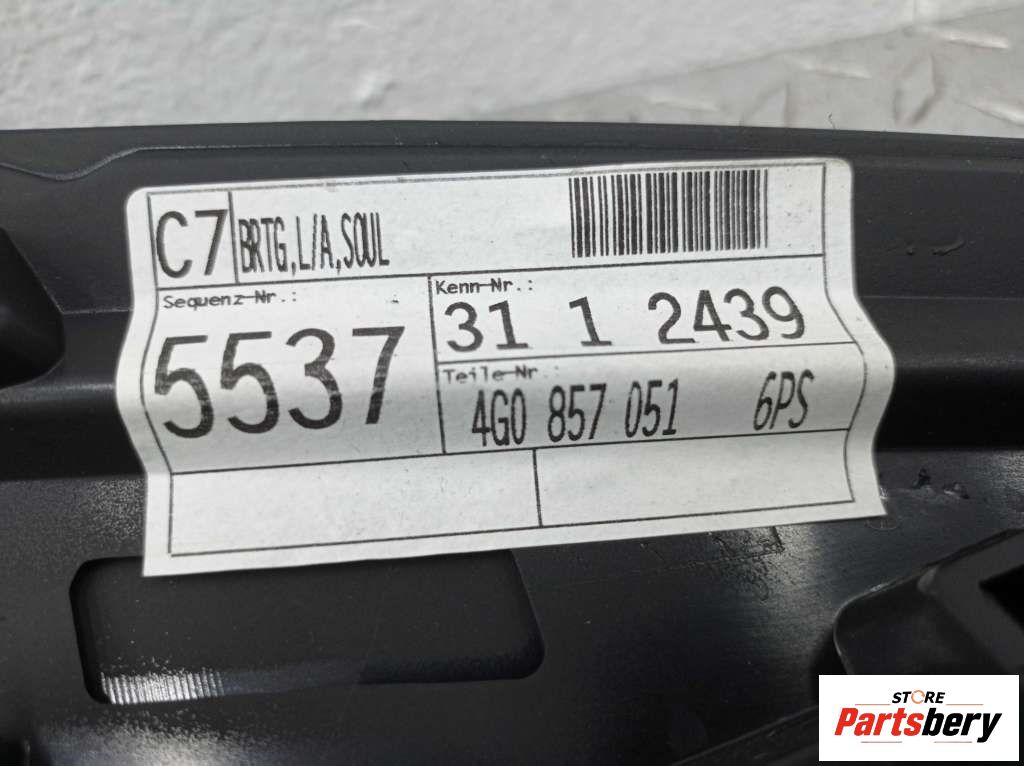 C7 BRTG,L/A,SOUL
Sequenz-Nr.:
5537
Kenn-Nr.:
31 1 2439
Teile-Nr.:
4G0 857 051 6PS
STORE
Partsbery